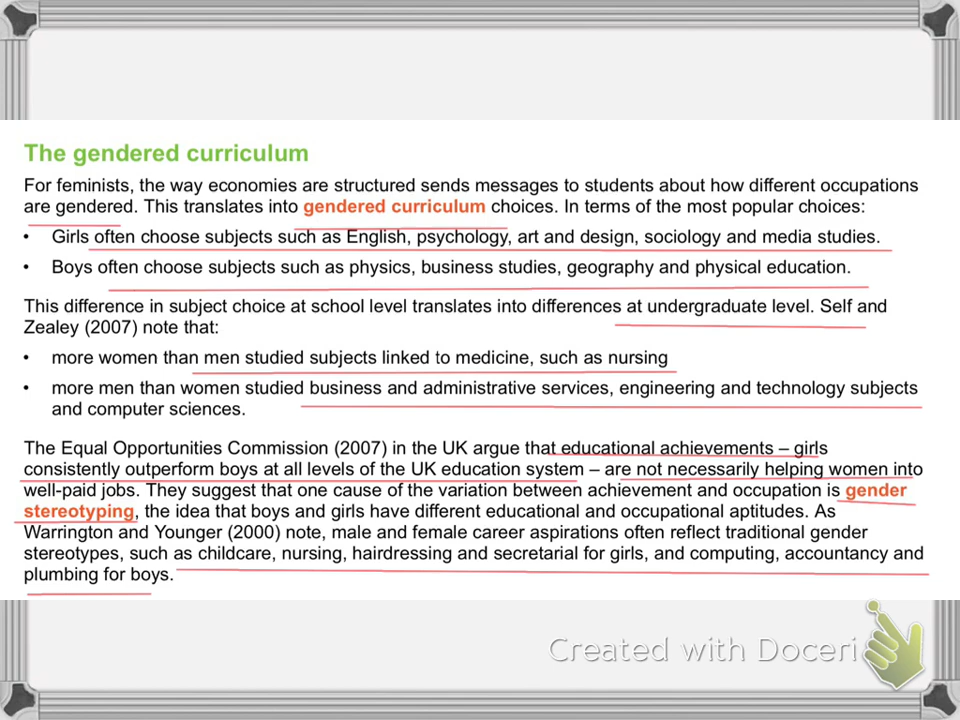 The gendered curriculum
For feminists, the way economies are structured sends messages to students about how different occupations
are gendered. This translates into gendered curriculum choices. In terms of the most popular choices:
• Girls often choose subjects such as English, psychology, art and design, sociology and media studies.
• Boys often choose subjects such as physics, business studies, geography and physical education.
This difference in subject choice at school level translates into differences at undergraduate level. Self and
Zealey (2007) note that:
• more women than men studied subjects linked to medicine, such as nursing
• more men than women studied business and administrative services, engineering and technology subjects
and computer sciences.
The Equal Opportunities Commission (2007) in the UK argue that educational achievements – girls
consistently outperform boys at all levels of the UK education system – are not necessarily helping women into
well-paid jobs. They suggest that one cause of the variation between achievement and occupation is gender
stereotyping, the idea that boys and girls have different educational and occupational aptitudes. As
Warrington and Younger (2000) note, male and female career aspirations often reflect traditional gender
stereotypes, such as childcare, nursing, hairdressing and secretarial for girls, and computing, accountancy and
plumbing for boys.
Created with Doceri